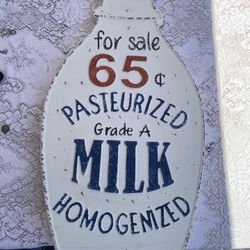 for sale
65¢
PASTEURIZED
Grade A
MILK
HOMOGENIZED